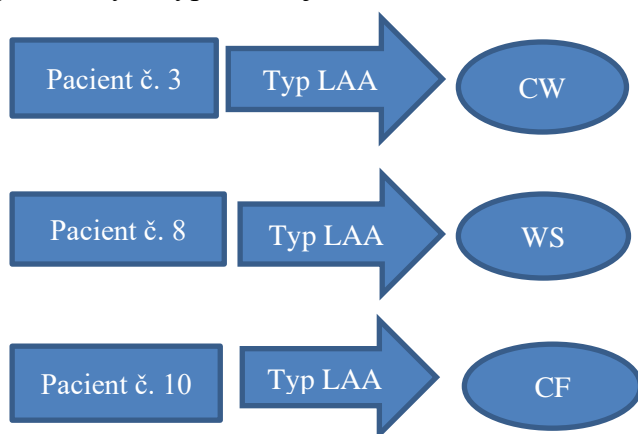 Pacient č. 3 Typ LAA CW
Pacient č. 8 Typ LAA WS
Pacient č. 10 Typ LAA CF